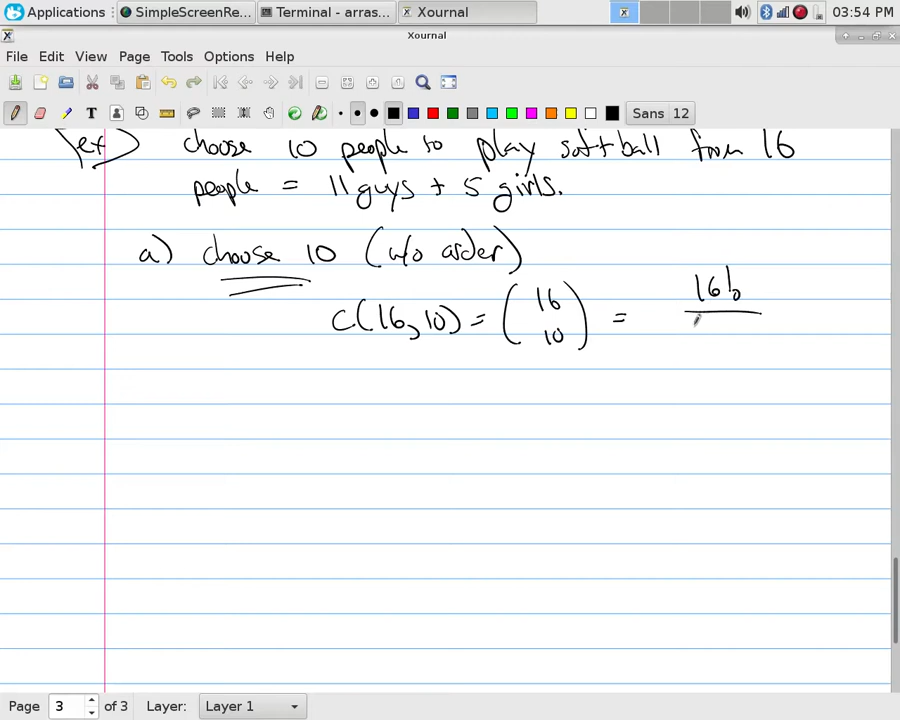 Applications SimpleScreenRe... Terminal - arras... Xournal 03:54 PM
Xournal
File Edit View Page Tools Options Help
Sans 12
ex) choose 10 people to play softball from 16
people = 11 guys + 5 girls.
a) choose 10 (w/o order)
C(16,10) = (16 10) = 16!
Page 3 of 3 Layer: Layer 1